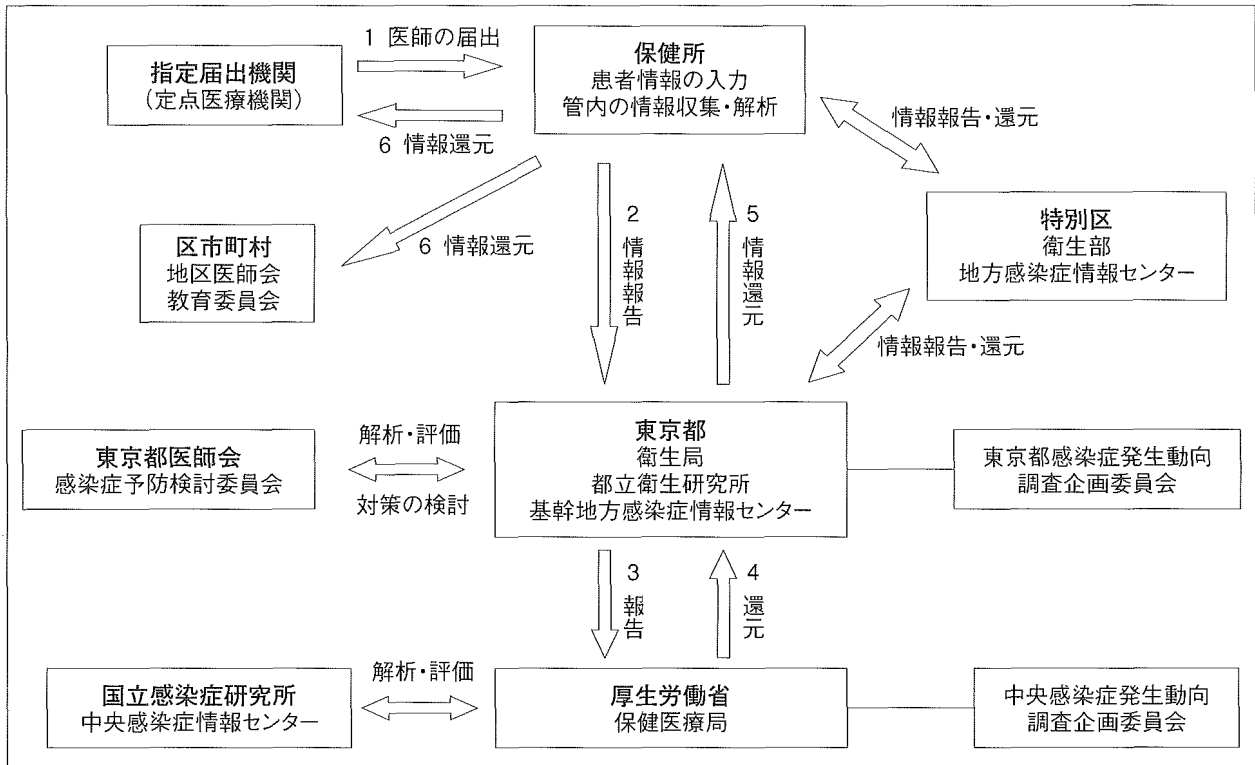 1 医師の届出
指定届出機関
(定点医療機関)
保健所
患者情報の入力
管内の情報収集・解析
6 情報還元
情報報告・還元
区市町村
地区医師会
教育委員会
6 情報還元
2 情報報告
5 情報還元
特別区
衛生部
地方感染症情報センター
情報報告・還元
東京都医師会
感染症予防検討委員会
解析・評価
対策の検討
東京都
衛生局
都立衛生研究所
基幹地方感染症情報センター
東京都感染症発生動向
調査企画委員会
3 報告
4 還元
国立感染症研究所
中央感染症情報センター
解析・評価
厚生労働省
保健医療局
中央感染症発生動向
調査企画委員会